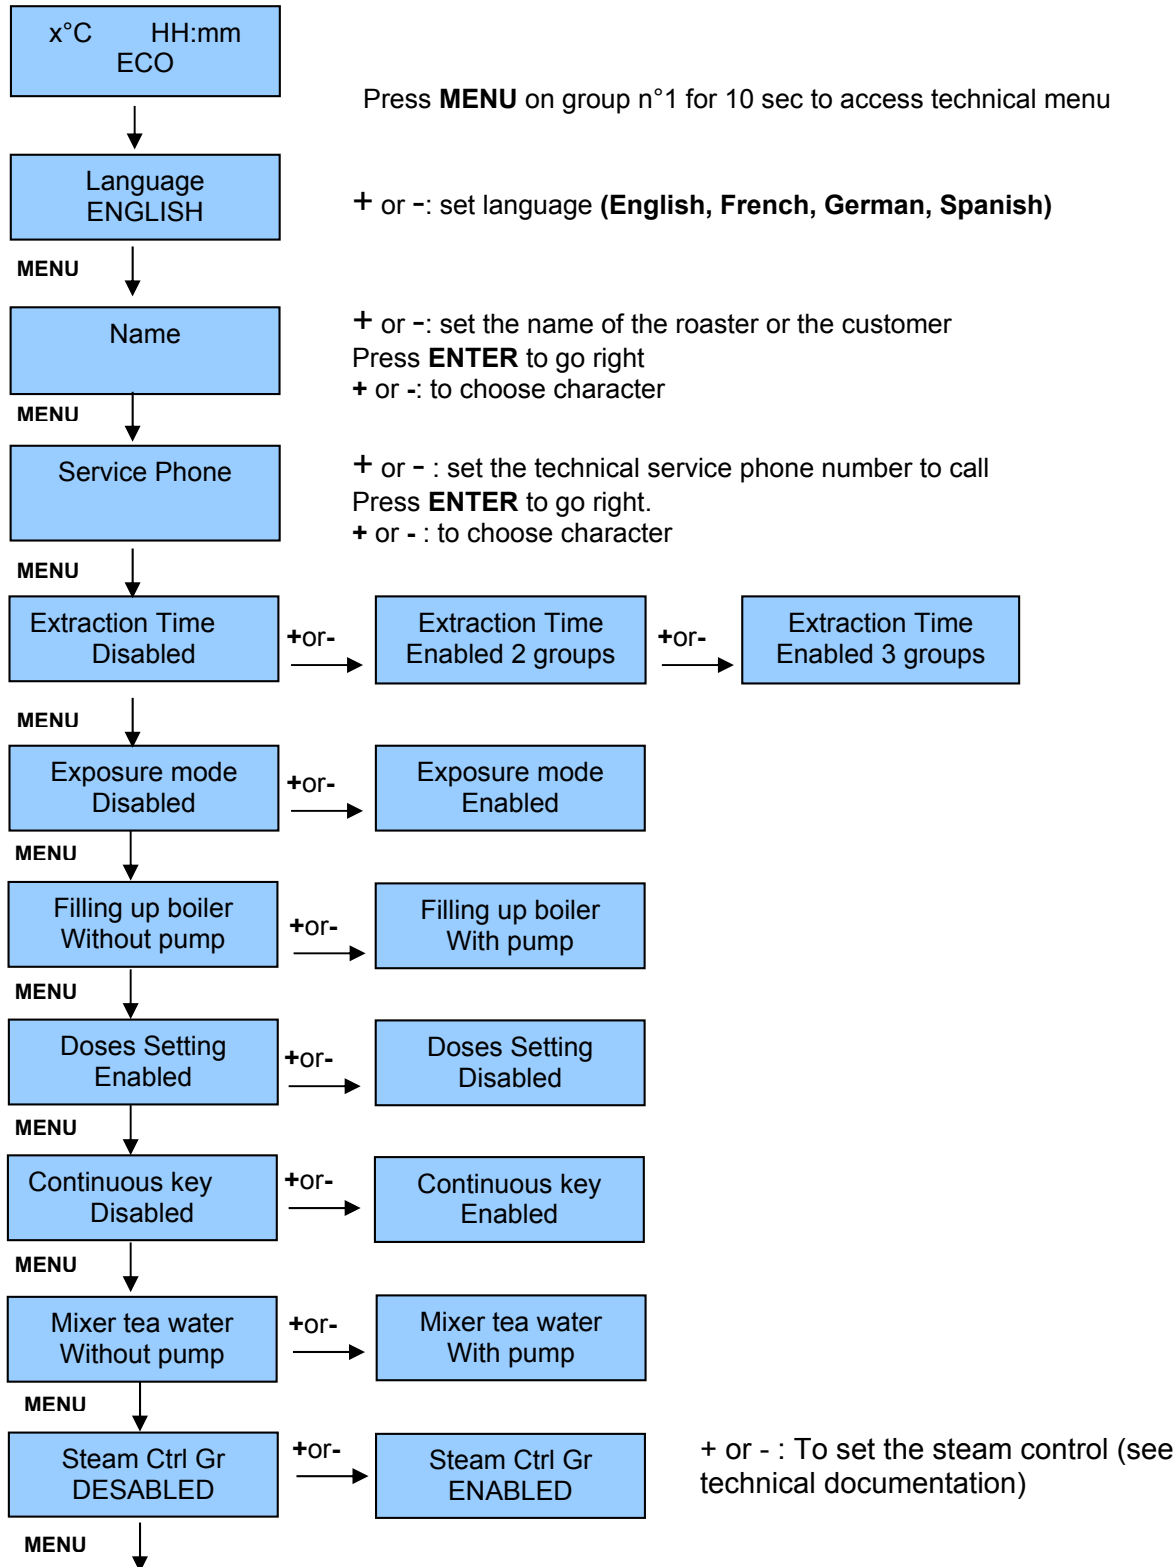 x°C HH:mm
ECO
Press MENU on group n°1 for 10 sec to access technical menu
Language
ENGLISH
+ or -: set language (English, French, German, Spanish)
MENU
Name
+ or -: set the name of the roaster or the customer
Press ENTER to go right
+ or -: to choose character
MENU
Service Phone
+ or - : set the technical service phone number to call
Press ENTER to go right.
+ or - : to choose character
MENU
Extraction Time
Disabled
+or-
Extraction Time
Enabled 2 groups
+or-
Extraction Time
Enabled 3 groups
MENU
Exposure mode
Disabled
+or-
Exposure mode
Enabled
MENU
Filling up boiler
Without pump
+or-
Filling up boiler
With pump
MENU
Doses Setting
Enabled
+or-
Doses Setting
Disabled
MENU
Continuous key
Disabled
+or-
Continuous key
Enabled
MENU
Mixer tea water
Without pump
+or-
Mixer tea water
With pump
MENU
Steam Ctrl Gr
DESABLED
+or-
Steam Ctrl Gr
ENABLED
+ or - : To set the steam control (see
technical documentation)
MENU